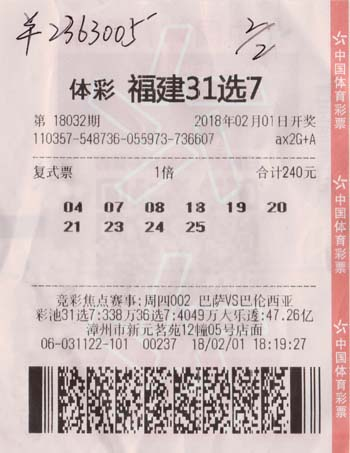 ￥2363005 2/2
体彩 福建31选7
第 18032期 2018年02月01日开奖
110357-548736-055973-736607 ax2G+A
复式票 1倍 合计240元
04 07 08 18 19 20
21 23 24 25
竞彩焦点赛事:周四002 巴萨VS巴伦西亚
彩池31选7:338万36选7:4049万大乐透:47.26亿
漳州市新元茗苑12幢05号店面
06-031122-101 00237 18/02/01 18:19:27
中国体育彩票
中国体育彩票
中国体育彩票